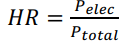 HR = P_elec / P_total